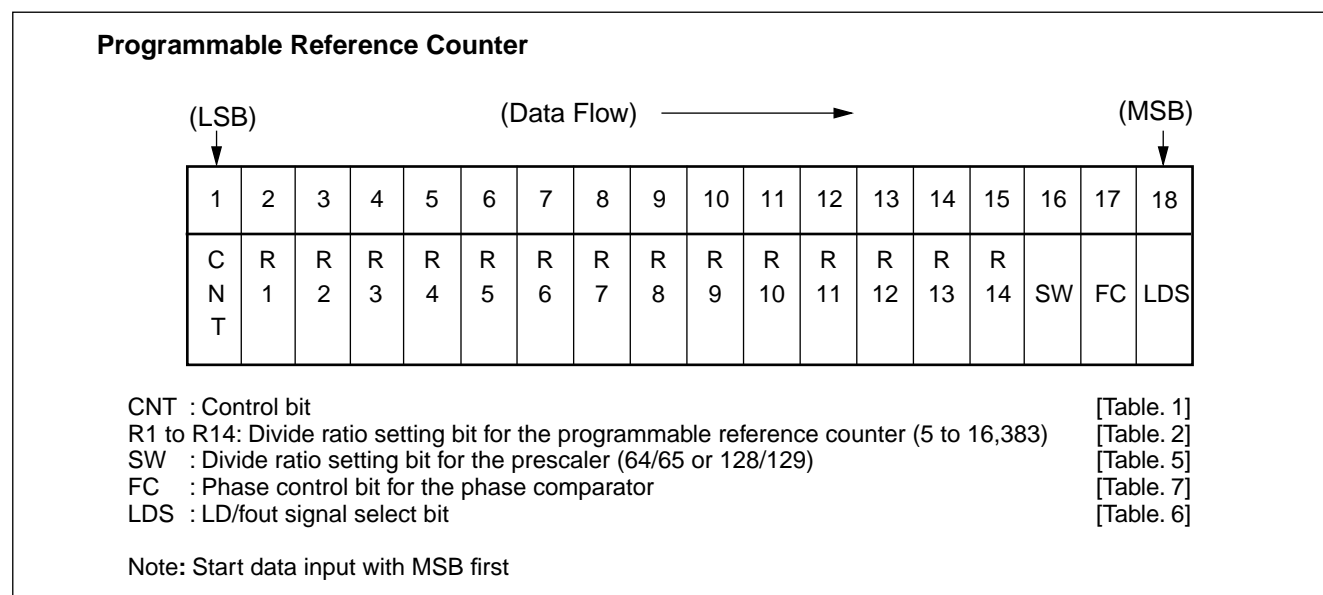 Programmable Reference Counter
(LSB) (Data Flow) (MSB)
1 2 3 4 5 6 7 8 9 10 11 12 13 14 15 16 17 18
C R R R R R R R R R R R R R R
N 1 2 3 4 5 6 7 8 9 10 11 12 13 14 SW FC LDS
T
CNT : Control bit [Table. 1]
R1 to R14: Divide ratio setting bit for the programmable reference counter (5 to 16,383) [Table. 2]
SW : Divide ratio setting bit for the prescaler (64/65 or 128/129) [Table. 5]
FC : Phase control bit for the phase comparator [Table. 7]
LDS : LD/fout signal select bit [Table. 6]
Note: Start data input with MSB first